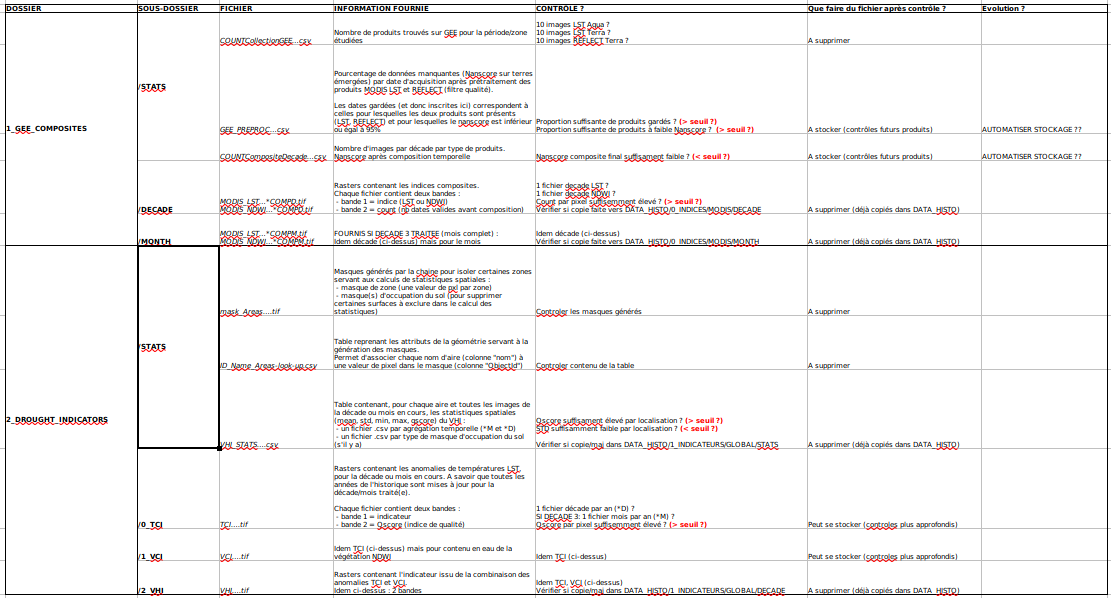 DOSSIER SOUS-DOSSIER FICHIER INFORMATION FOURNIE CONTRÔLE ? Que faire du fichier après contrôle ? Evolution ?
1_GEE_COMPOSITES
/STATS
COUNTCollectionGEE...csv
Nombre de produits trouvés sur GEE pour la période/zone
étudiées
10 images LST Aqua ?
10 images LST Terra ?
10 images REFLECT Terra ?
A supprimer
GEE_PREPROC...csv
Pourcentage de données manquantes (Nanscore sur terres
émergées) par date d'acquisition après prétraitement des
produits MODIS LST et REFLECT (filtre qualité).
Les dates gardées (et donc inscrites ici) correspondent à
celles pour lesquelles les deux produits sont présents
(LST, REFLECT) et pour lesquelles le nanscore est inférieur
ou égal à 95%
Proportion suffisante de produits gardés ? (> seuil ?)
Proportion suffisante de produits à faible Nanscore ? (> seuil ?)
A stocker (contrôles futurs produits)
AUTOMATISER STOCKAGE ??
COUNTCompositeDecade...csv
Nombre d'images par décade par type de produits.
Nanscore après composition temporelle
Nanscore composite final suffisament faible ? (< seuil ?)
A stocker (contrôles futurs produits)
AUTOMATISER STOCKAGE ??
/DECADE
MODIS_LST...*COMPD.tif
MODIS_NDWI...*COMPD.tif
Rasters contenant les indices composites.
Chaque fichier contient deux bandes :
- bande 1 = indice (LST ou NDWI)
- bande 2 = count (nb dates valides avant composition)
1 fichier decade LST ?
1 fichier decade NDWI ?
Count par pixel suffisemment élevé ? (> seuil ?)
Vérifier si copie faite vers DATA_HISTO/0_INDICES/MODIS/DECADE
A supprimer (déjà copiés dans DATA_HISTO)
/MONTH
MODIS_LST...*COMPM.tif
MODIS_NDWI...*COMPM.tif
FOURNIS SI DECADE 3 TRAITEE (mois complet) :
Idem décade (ci-dessus) mais pour le mois
Idem décade (ci-dessus)
Vérifier si copie faite vers DATA_HISTO/0_INDICES/MODIS/MONTH
A supprimer (déjà copiés dans DATA_HISTO)
2_DROUGHT_INDICATORS
/STATS
mask_Areas....tif
Masques générés par la chaine pour isoler certaines zones
servant aux calculs de statistiques spatiales :
- masque de zone (une valeur de pxl par zone)
- masque(s) d'occupation du sol (pour supprimer
certaines surfaces à exclure dans le calcul des
statistiques)
Controler les masques générés
A supprimer
ID_Name_Areas-look-up.csv
Table reprenant les attributs de la géométrie servant à la
génération des masques.
Permet d'associer chaque nom d'aire (colonne "nom") à
une valeur de pixel dans le masque (colonne "ObjectId")
Controler contenu de la table
A supprimer
VHI_STATS....csv
Table contenant, pour chaque aire et toutes les images de
la décade ou mois en cours, les statistiques spatiales
(mean, std, min, max, qscore) du VHI :
- un fichier .csv par agrégation temporelle (*M et *D)
- un fichier .csv par type de masque d'occupation du sol
(s'il y a)
Qscore suffisament élevé par localisation ? (> seuil ?)
STD suffisamment faible par localisation ? (< seuil ?)
Vérifier si copie/maj dans DATA_HISTO/1_INDICATEURS/GLOBAL/STATS
A supprimer (déjà copiés dans DATA_HISTO)
/0_TCI
TCI....tif
Rasters contenant les anomalies de températures LST,
pour la décade ou mois en cours. A savoir que toutes les
années de l'historique sont mises à jour pour la
décade/mois traité(e).
Chaque fichier contient deux bandes :
- bande 1 = indicateur
- bande 2 = Qscore (indice de qualité)
1 fichier décade par an (*D) ?
SI DECADE 3: 1 fichier mois par an (*M) ?
Qscore par pixel suffisemment élevé ? (> seuil ?)
Peut se stocker (controles plus approfondis)
/1_VCI
VCI....tif
Idem TCI (ci-dessus) mais pour contenu en eau de la
végétation NDWI
Idem TCI (ci-dessus)
Peut se stocker (controles plus approfondis)
/2_VHI
VHI....tif
Rasters contenant l'indicateur issu de la combinaison des
anomalies TCI et VCI.
Idem ci-dessus : 2 bandes
Idem TCI, VCI (ci-dessus)
Vérifier si copie/maj dans DATA_HISTO/1_INDICATEURS/GLOBAL/DECADE
A supprimer (déjà copiés dans DATA_HISTO)